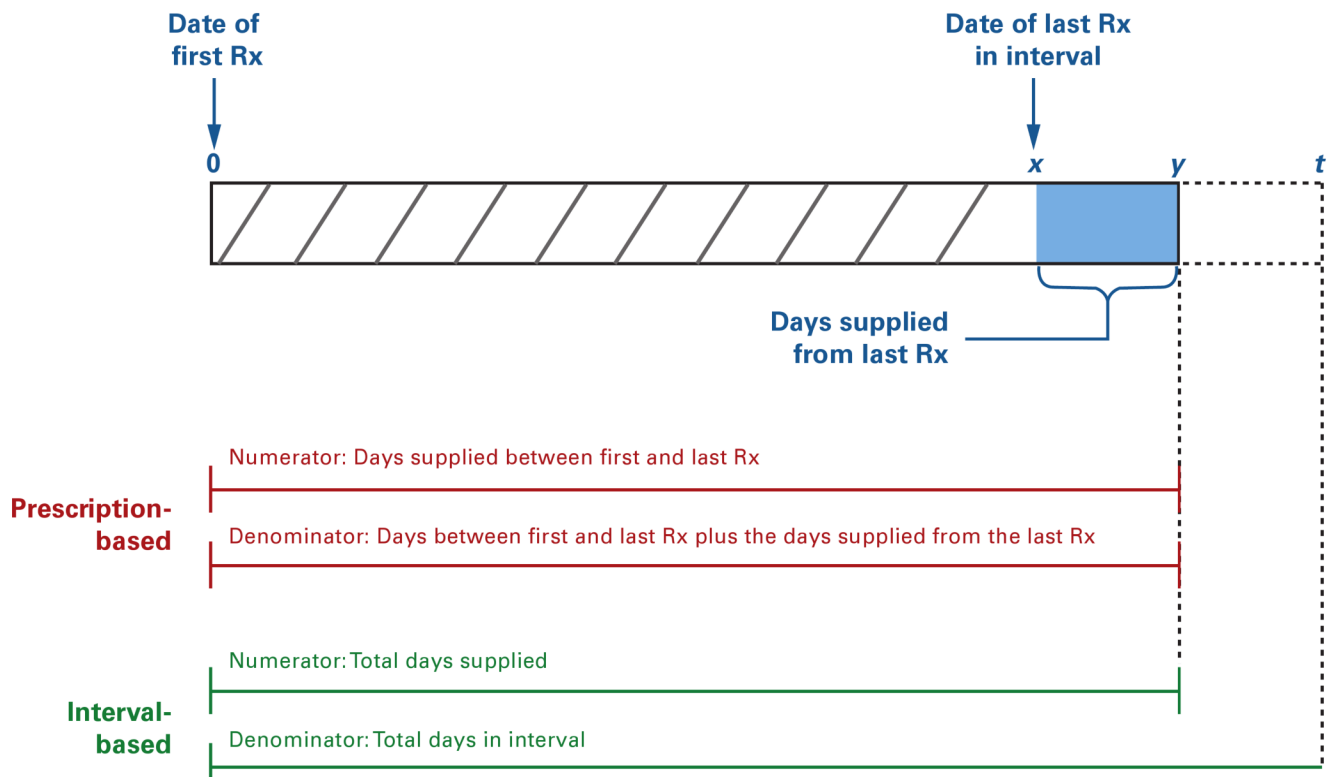 Date of
first Rx
Date of last Rx
in interval
0
x
y
t
Days supplied
from last Rx
Prescription-
based
Numerator: Days supplied between first and last Rx
Denominator: Days between first and last Rx plus the days supplied from the last Rx
Interval-
based
Numerator: Total days supplied
Denominator: Total days in interval